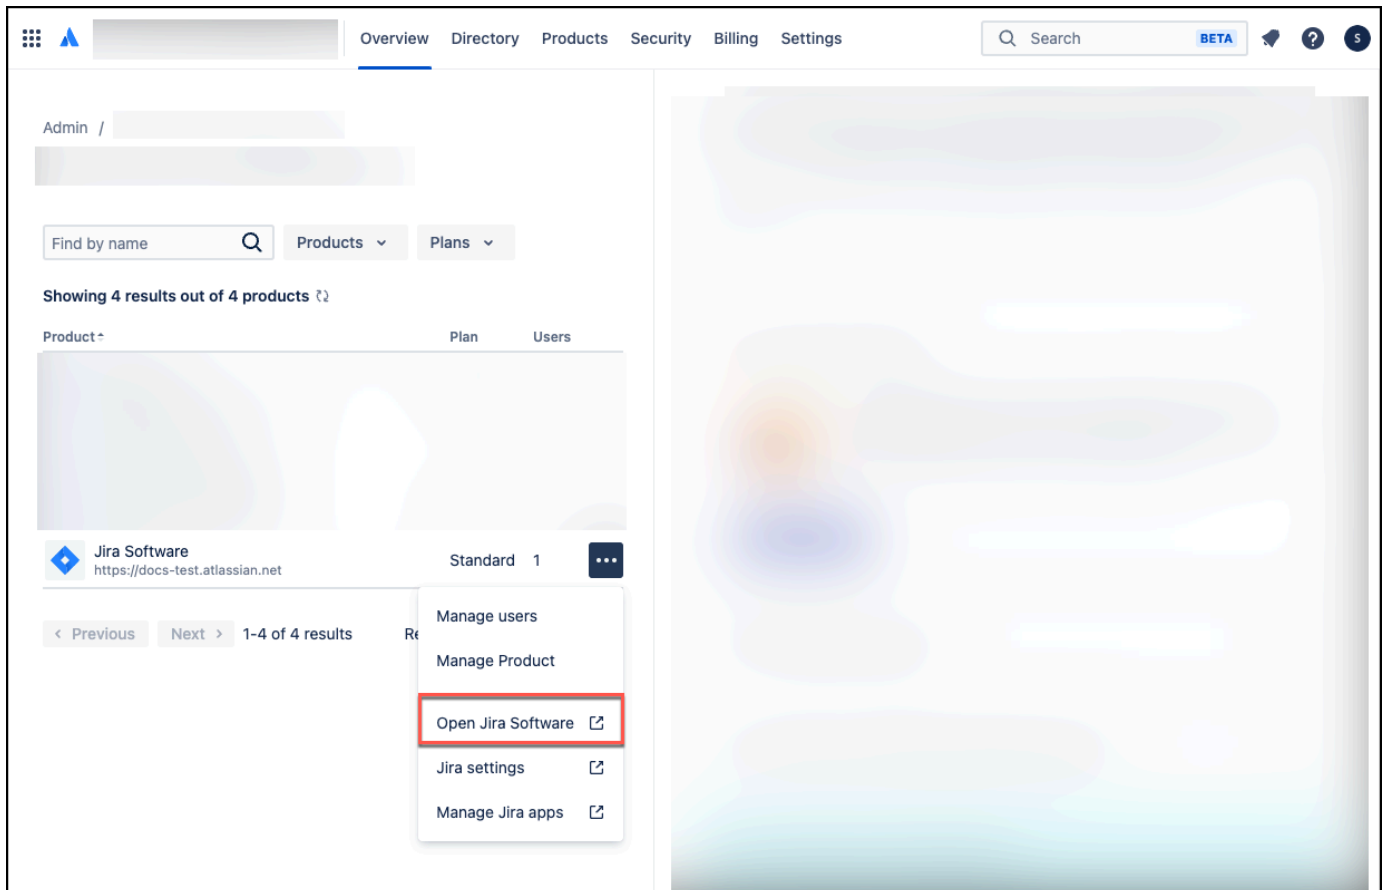 Overview Directory Products Security Billing Settings Search BETA ? S
Admin /
Find by name Products Plans
Showing 4 results out of 4 products
Product Plan Users
Jira Software
https://docs-test.atlassian.net
Standard 1
Previous Next 1-4 of 4 results
Manage users
Manage Product
Open Jira Software
Jira settings
Manage Jira apps